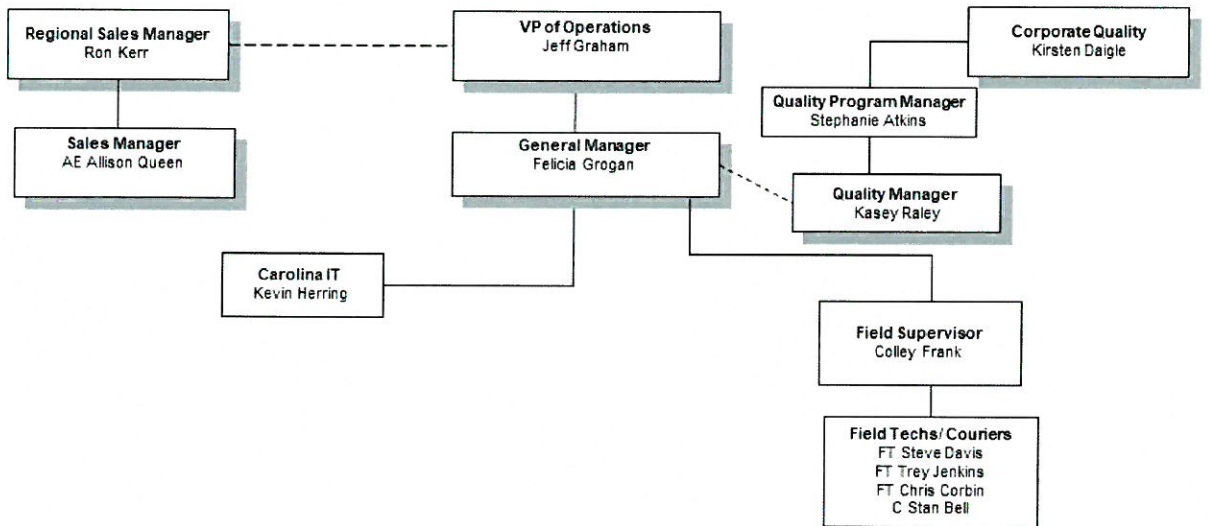 Regional Sales Manager
Ron Kerr
VP of Operations
Jeff Graham
Corporate Quality
Kirsten Daigle
Quality Program Manager
Stephanie Atkins
Sales Manager
AE Allison Queen
General Manager
Felicia Grogan
Quality Manager
Kasey Raley
Carolina IT
Kevin Herring
Field Supervisor
Colley Frank
Field Techs/ Couriers
FT Steve Davis
FT Trey Jenkins
FT Chris Corbin
C Stan Bell